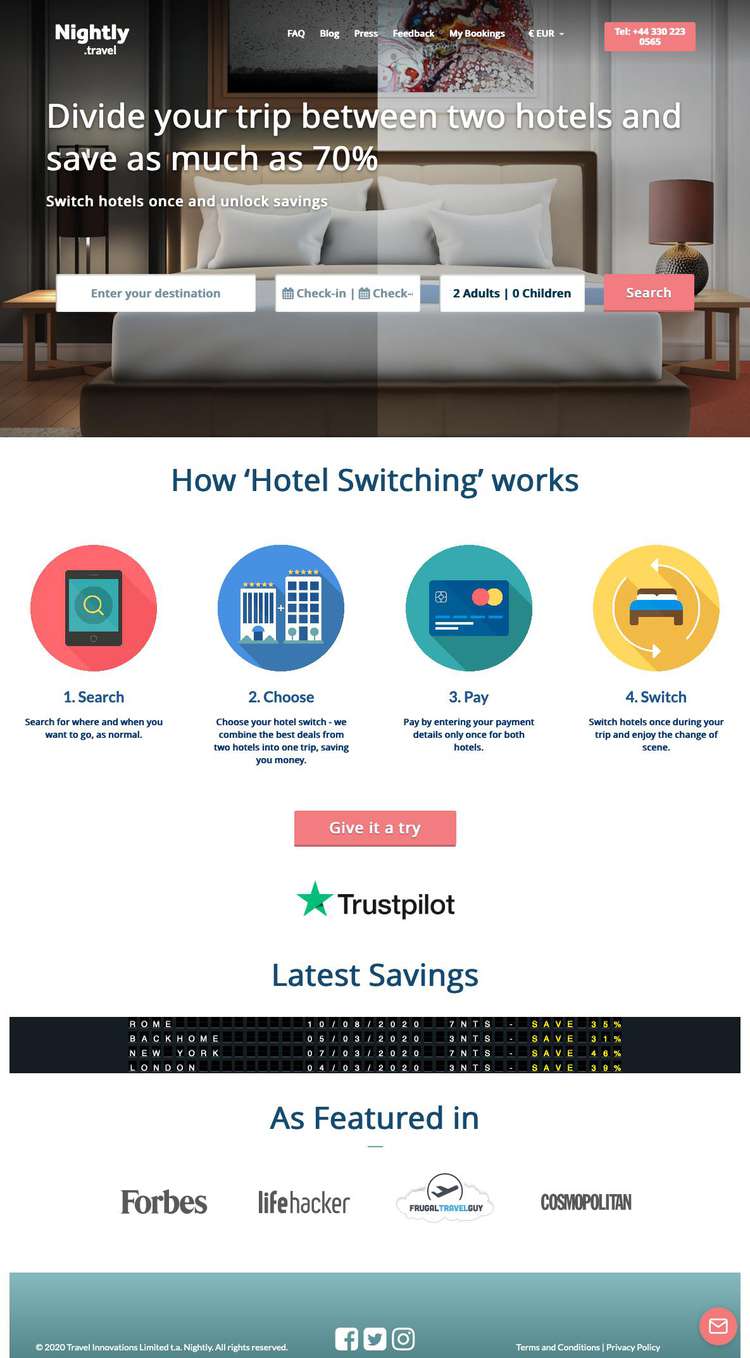 Nightly
.travel
FAQ Blog Press Feedback My Bookings € EUR
Tel: +44 330 223
0565
Divide your trip between two hotels and
save as much as 70%
Switch hotels once and unlock savings
Enter your destination
Check-in | Check-
2 Adults | 0 Children
Search
How ‘Hotel Switching’ works
1. Search
Search for where and when you
want to go, as normal.
2. Choose
Choose your hotel switch - we
combine the best deals from
two hotels into one trip, saving
you money.
3. Pay
Pay by entering your payment
details only once for both
hotels.
4. Switch
Switch hotels once during your
trip and enjoy the change of
scene.
Give it a try
Trustpilot
Latest Savings
ROME 10/08/2020 7NTS - SAVE 35%
BACKHOME 05/03/2020 3NTS - SAVE 31%
NEW YORK 07/03/2020 7NTS - SAVE 46%
LONDON 04/03/2020 3NTS - SAVE 39%
As Featured in
Forbes
lifehacker
FRUGALTRAVELGUY
COSMOPOLITAN
© 2020 Travel Innovations Limited t.a. Nightly. All rights reserved.
Terms and Conditions | Privacy Policy